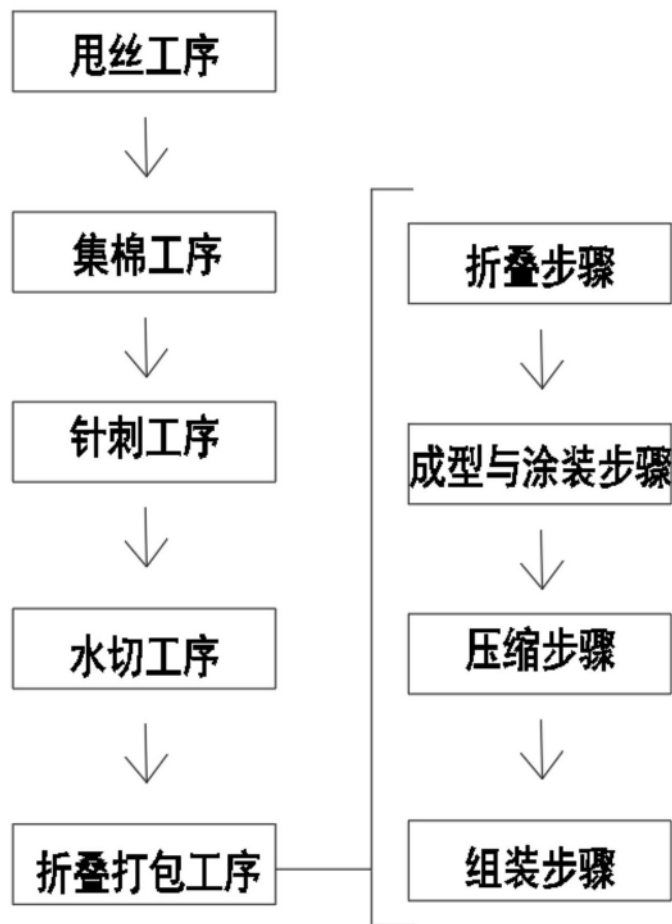 甩丝工序
集棉工序
针刺工序
水切工序
折叠打包工序
折叠步骤
成型与涂装步骤
压缩步骤
组装步骤